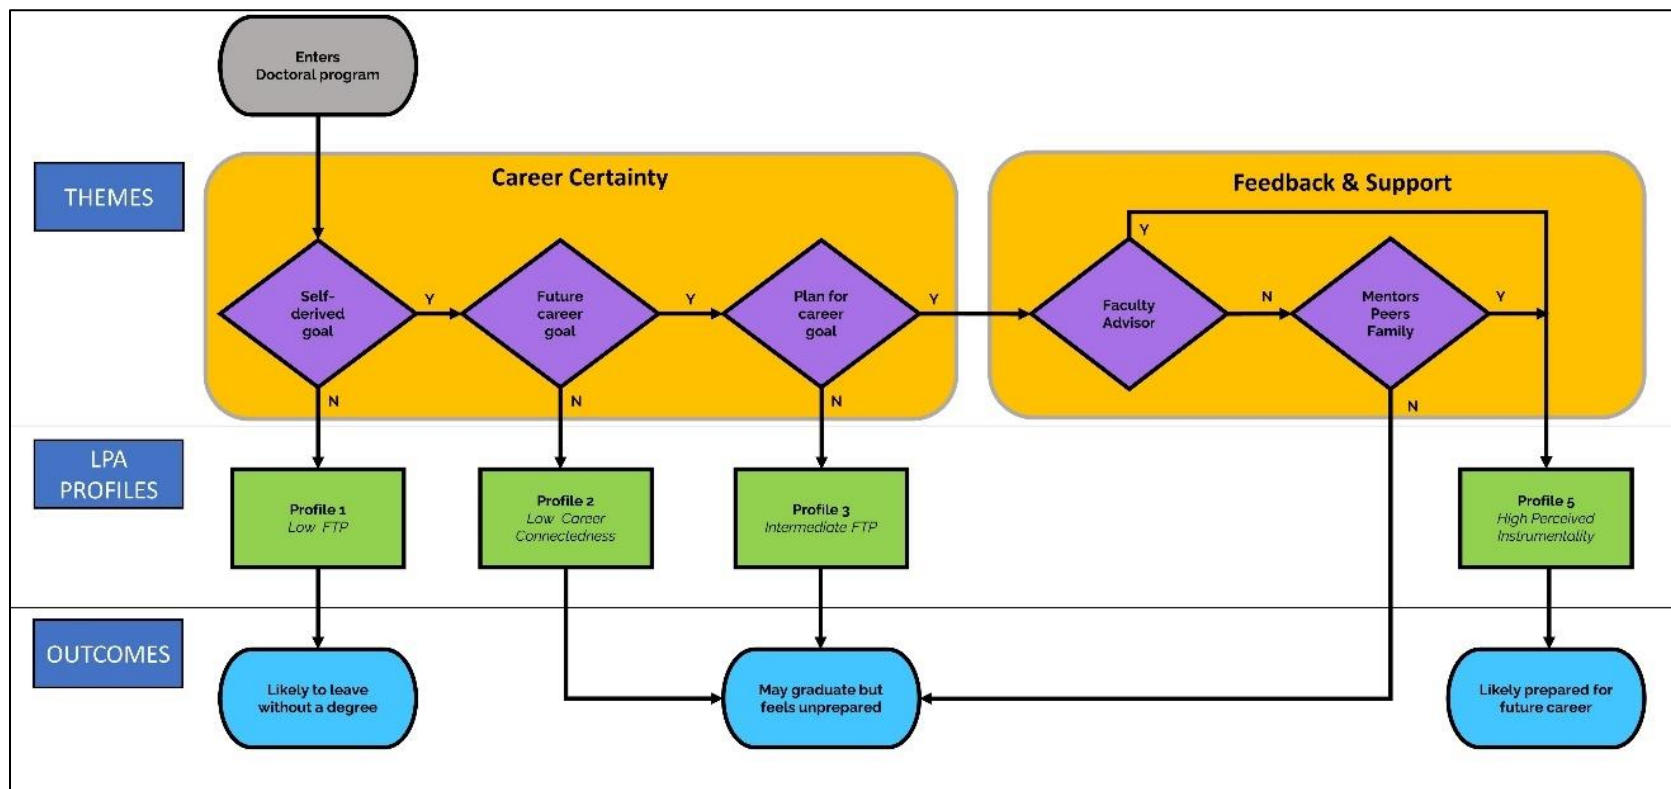 Enters
Doctoral program
THEMES
Career Certainty
Feedback & Support
Self-
derived
goal
Y
N
Future
career
goal
Y
N
Plan for
career
goal
Y
N
Faculty
Advisor
Y
N
Mentors
Peers
Family
Y
N
LPA
PROFILES
Profile 1
Low FTP
Profile 2
Low Career
Connectedness
Profile 3
Intermediate FTP
Profile 5
High Perceived
Instrumentality
OUTCOMES
Likely to leave
without a degree
May graduate but
feels unprepared
Likely prepared for
future career